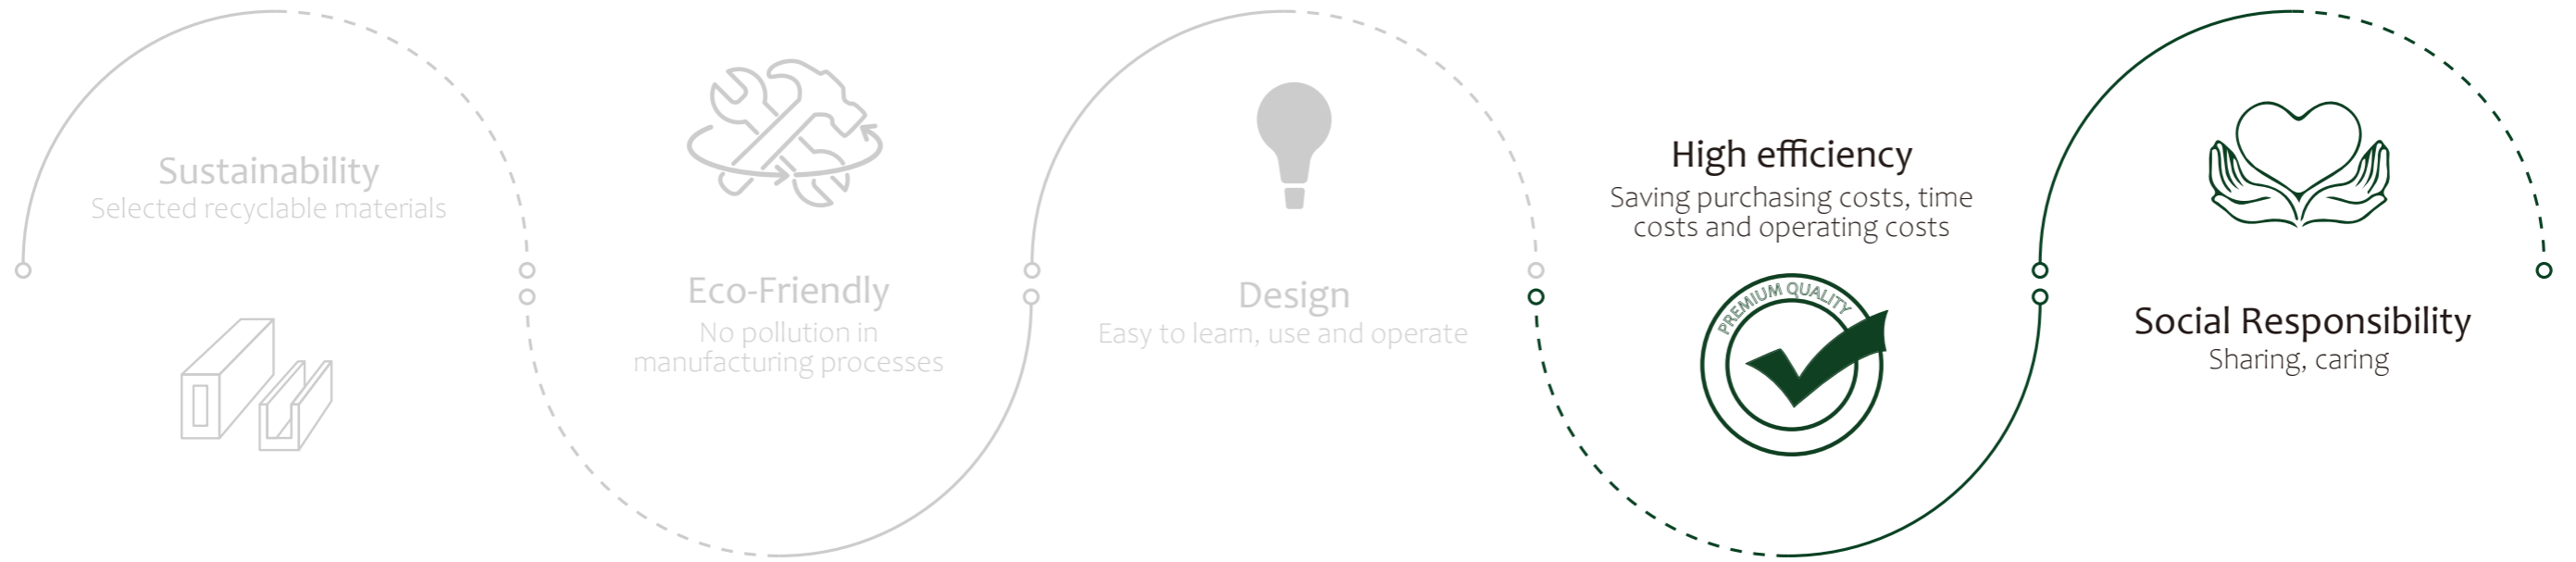 Sustainability
Selected recyclable materials
Eco-Friendly
No pollution in
manufacturing processes
Design
Easy to learn, use and operate
High efficiency
Saving purchasing costs, time
costs and operating costs
PREMIUM QUALITY
Social Responsibility
Sharing, caring